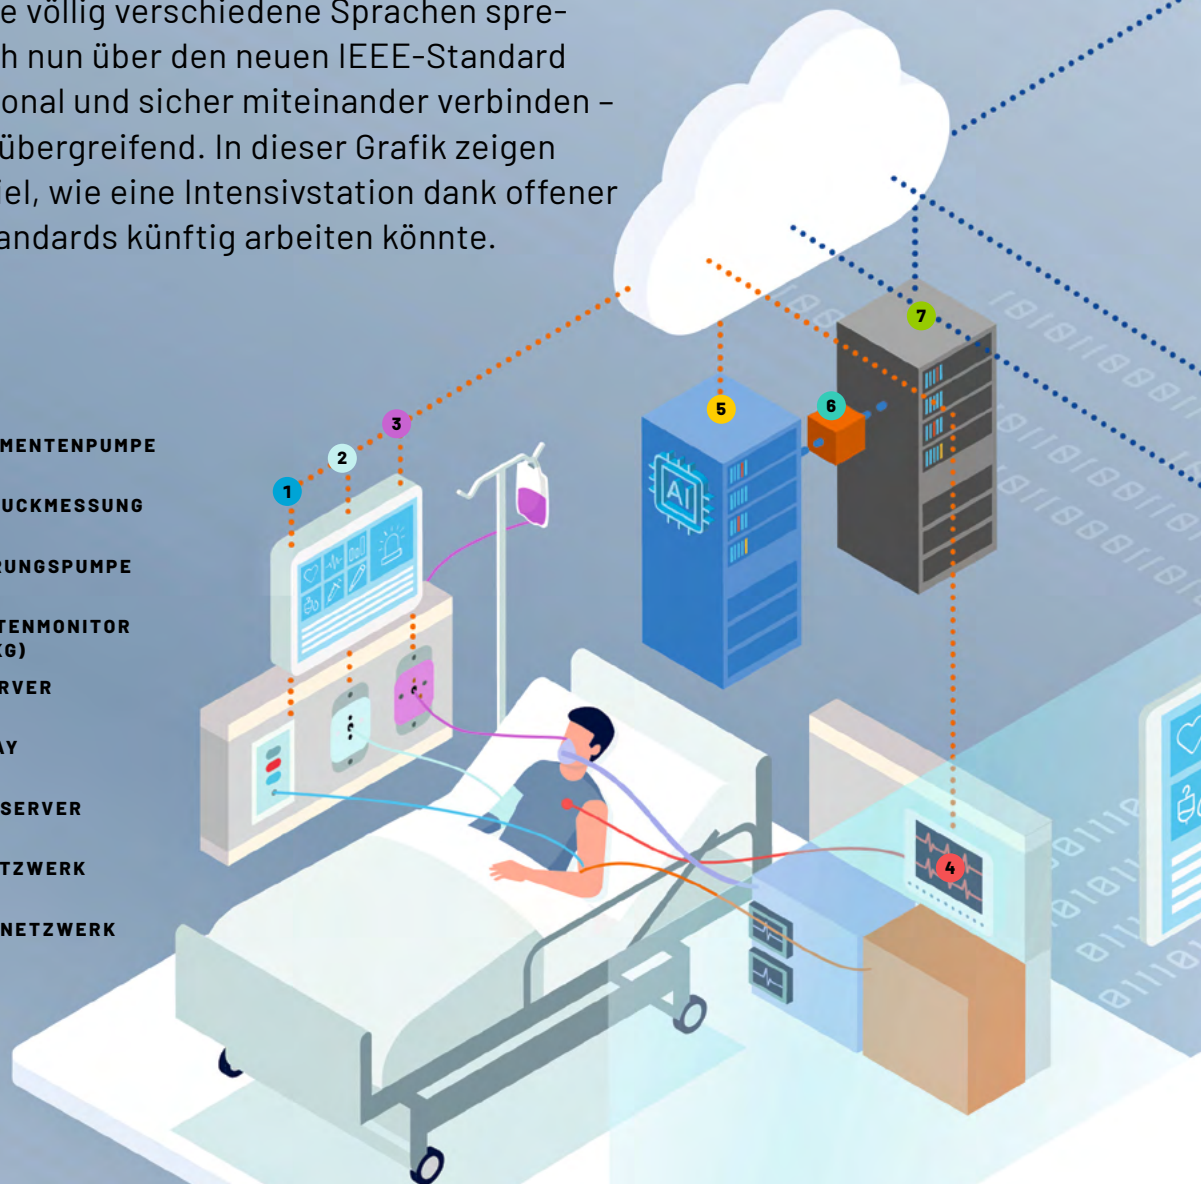 e völlig verschiedene Sprachen spre-
h nun über den neuen IEEE-Standard
onal und sicher miteinander verbinden –
übergreifend. In dieser Grafik zeigen
iel, wie eine Intensivstation dank offener
andards künftig arbeiten könnte.
MENTENPUMPE
UCKMESSUNG
RUNGSPUMPE
TENMONITOR
KG)
RVER
AY
SERVER
TZWERK
NETZWERK
1
2
3
5
6
7
AI
4